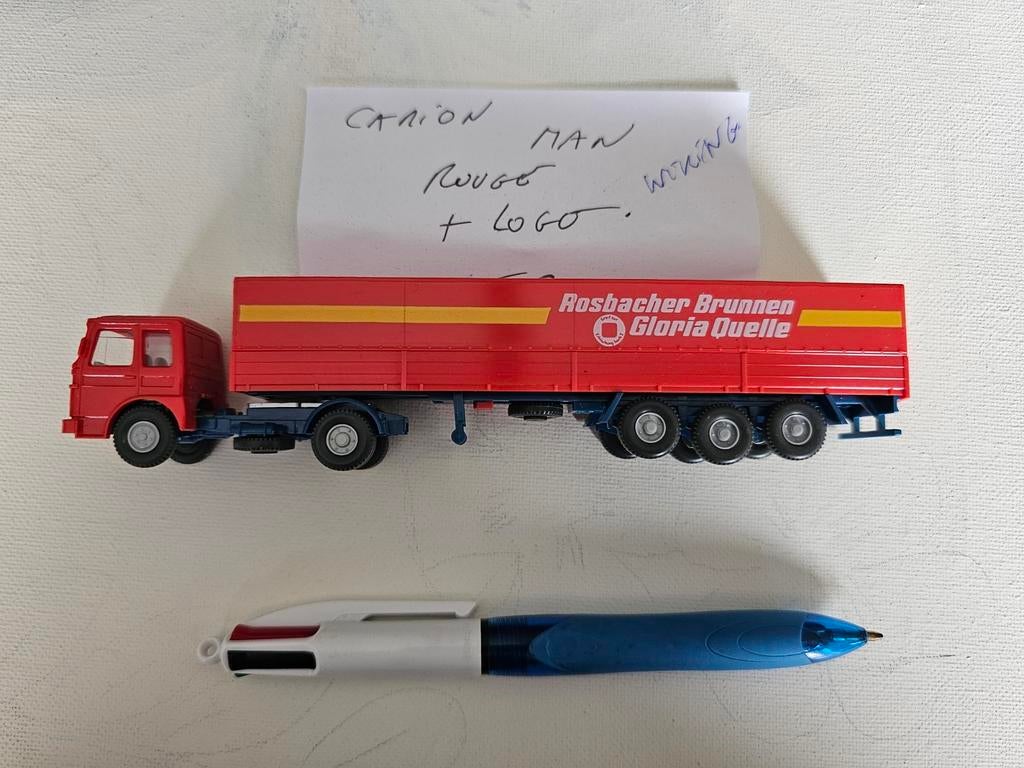 CAMION
MAN
WIKING
ROUGE
+ LOGO.
Rosbacher Brunnen
Gloria Quelle